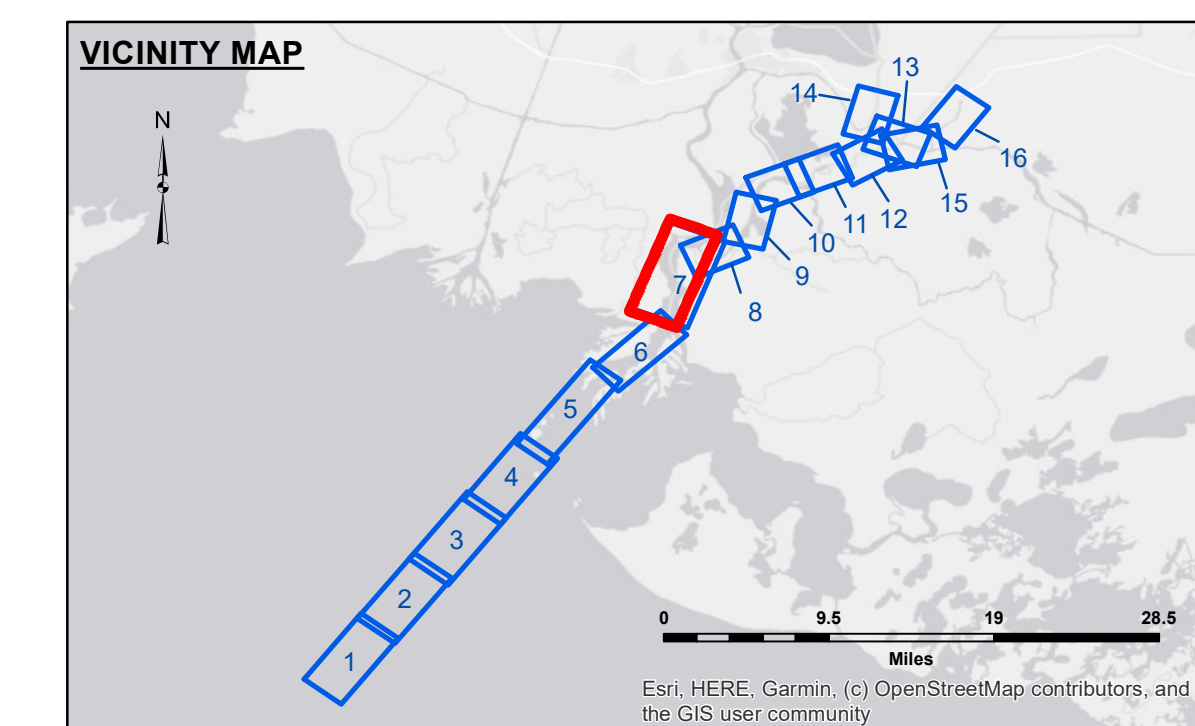 VICINITY MAP
N
13
14
16
15
12
11
10
9
8
7
6
5
4
3
2
1
0 9.5 19 28.5
Miles
Esri, HERE, Garmin, (c) OpenStreetMap contributors, and
the GIS user community